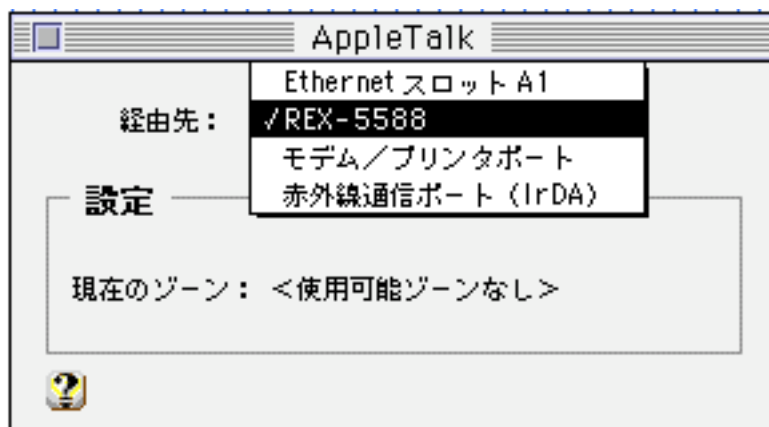 AppleTalk
Ethernet スロット A1
経由先： ✓REX-5588
モデム／プリンタポート
赤外線通信ポート (IrDA)
設定
現在のゾーン： ＜使用可能ゾーンなし＞